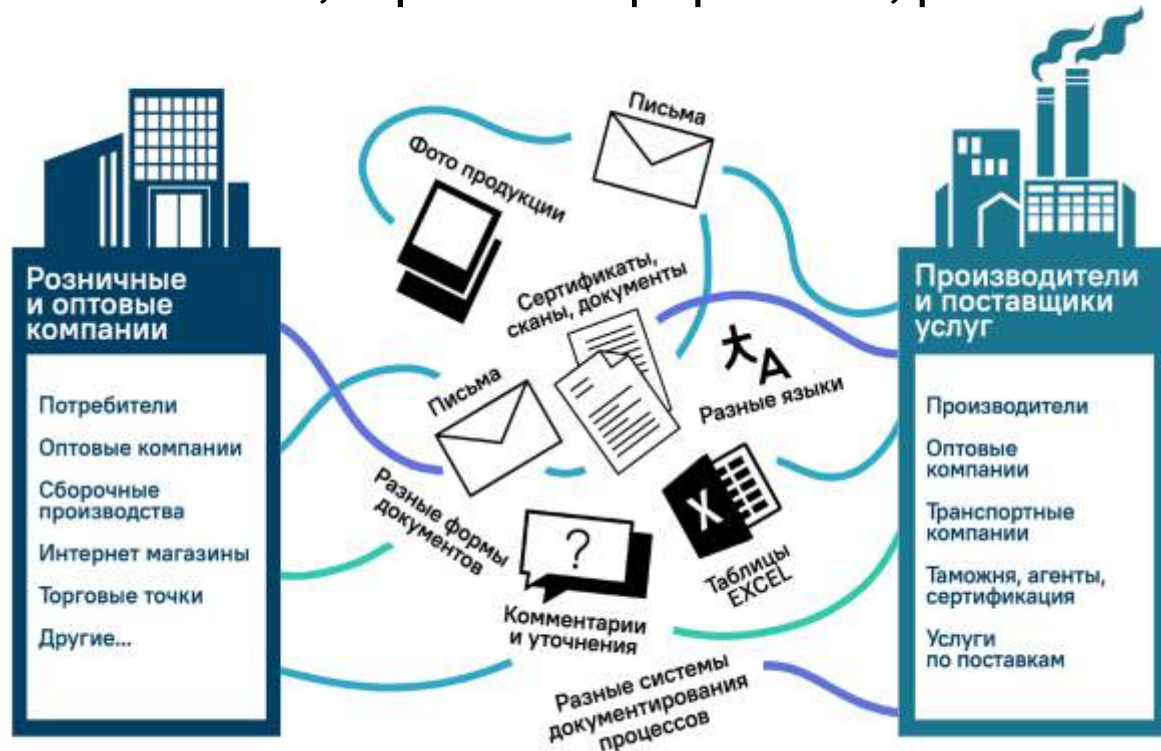 Розничные
и оптовые
компании
Потребители
Оптовые компании
Сборочные
производства
Интернет магазины
Торговые точки
Другие...
Письма
Фото продукции
Сертификаты,
сканы, документы
大A
Разные языки
Письма
Разные формы
документов
X
Таблицы
EXCEL
?
Комментарии
и уточнения
Разные системы
документирования
процессов
Производители
и поставщики
услуг
Производители
Оптовые
компании
Транспортные
компании
Таможня, агенты,
сертификация
Услуги
по поставкам